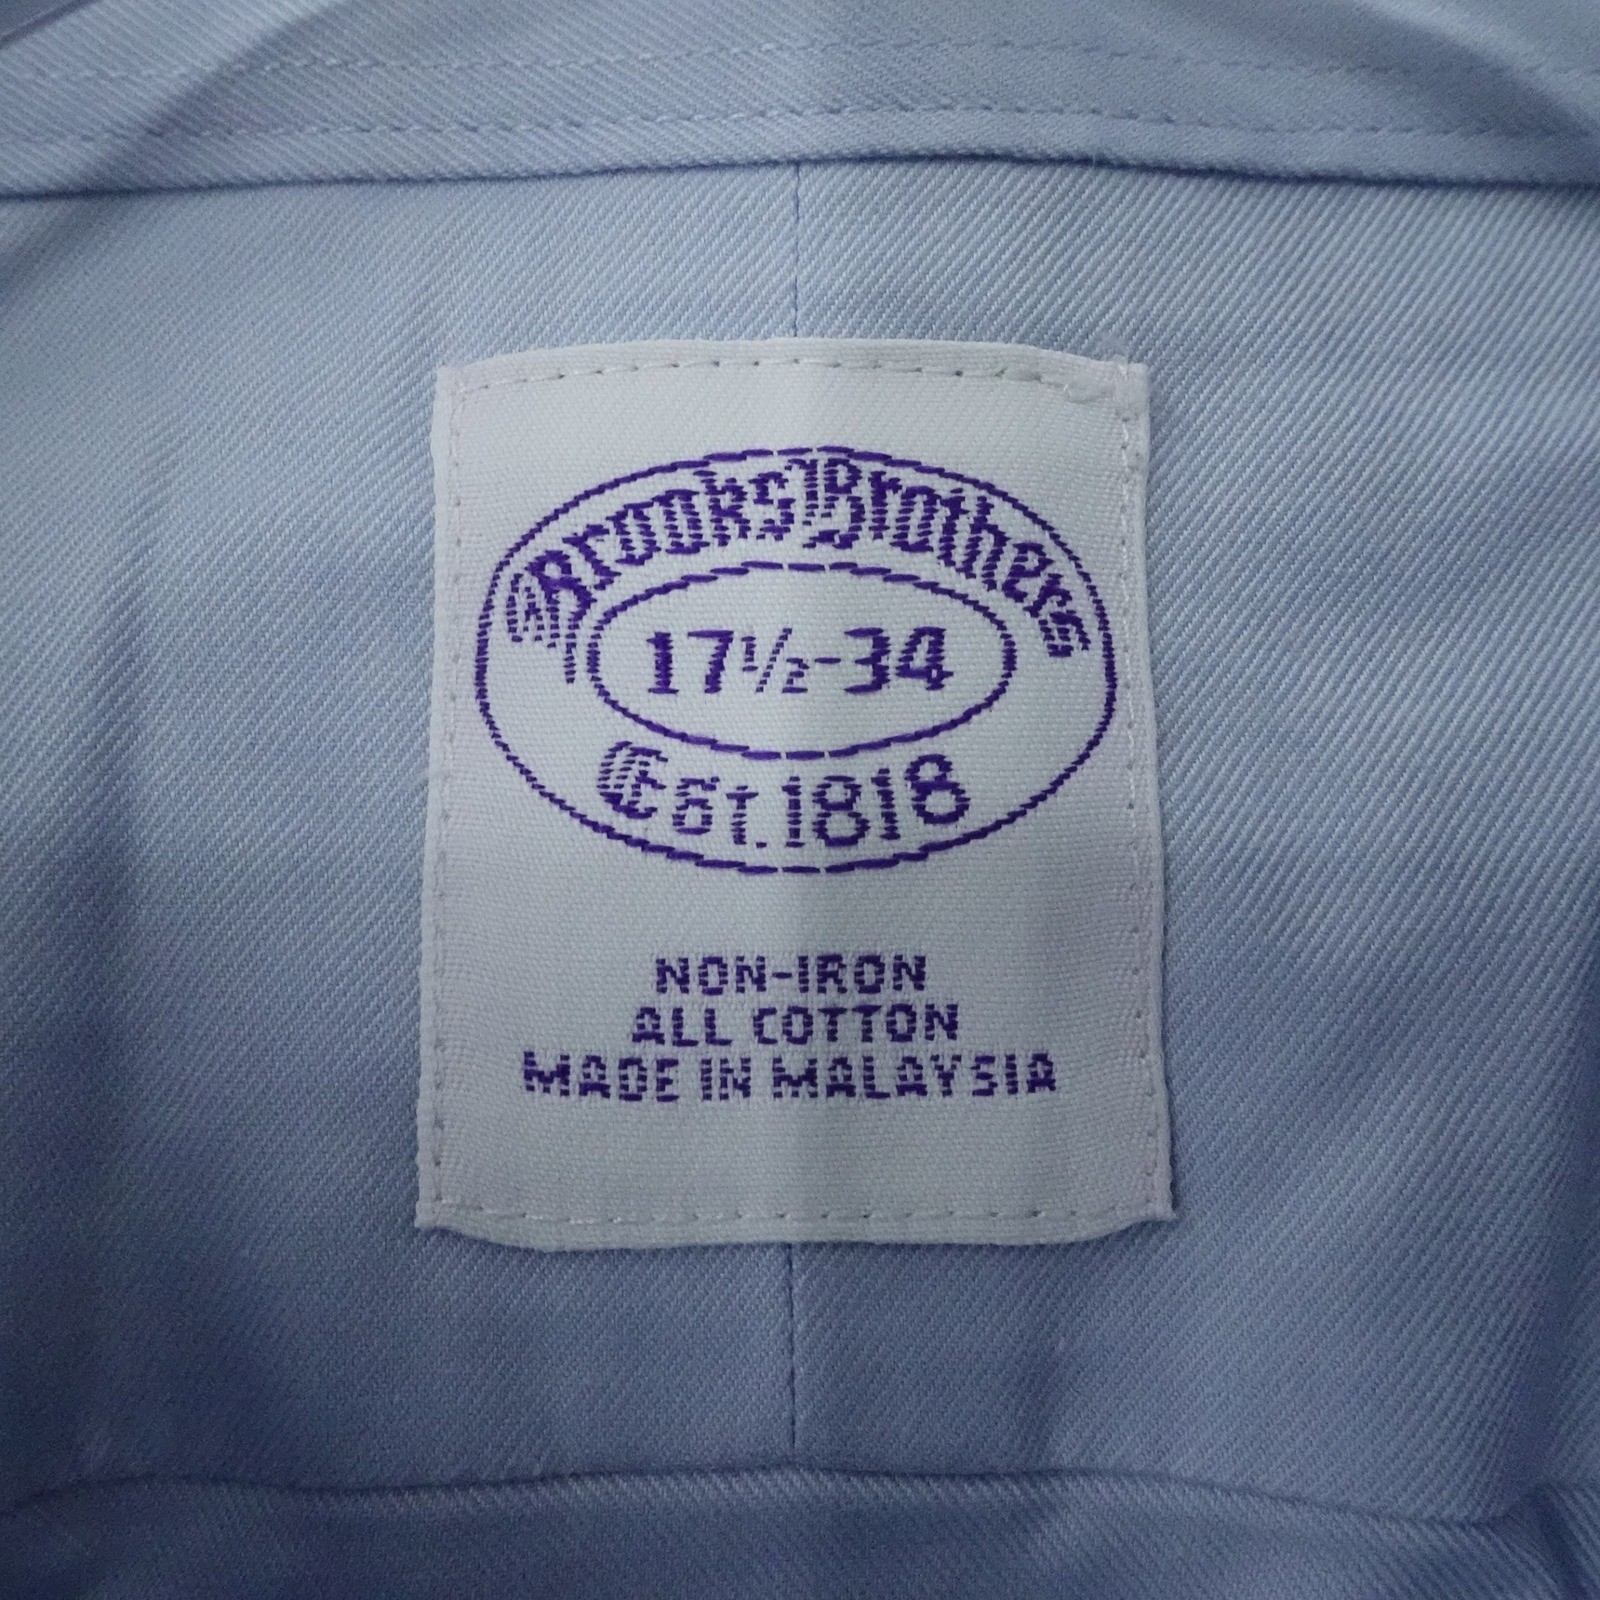 Brooks Brothers
17½-34
Est. 1818
NON-IRON
ALL COTTON
MADE IN MALAYSIA